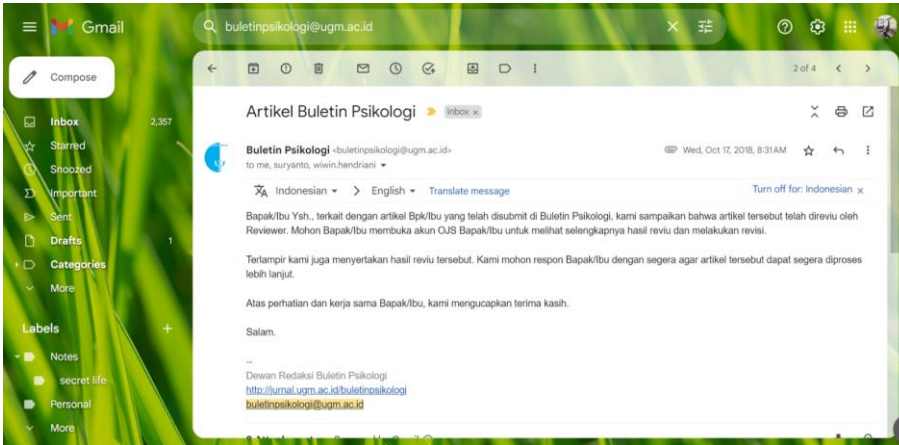 Gmail
buletinpsikologi@ugm.ac.id
Compose
2 of 4
Inbox 2,357
Starred
Snoozed
Important
Sent
Drafts 1
Categories
More
Labels
Notes
secret life
Personal
More
Artikel Buletin Psikologi Inbox x
Buletin Psikologi <buletinpsikologi@ugm.ac.id>
Wed, Oct 17, 2018, 8:31AM
to me, suryanto, wiwin.hendriani
Indonesian > English Translate message
Turn off for: Indonesian x
Bapak/Ibu Ysh., terkait dengan artikel Bpk/Ibu yang telah disubmit di Buletin Psikologi, kami sampaikan bahwa artikel tersebut telah direviu oleh
Reviewer. Mohon Bapak/Ibu membuka akun OJS Bapak/Ibu untuk melihat selengkapnya hasil reviu dan melakukan revisi.
Terlampir kami juga menyertakan hasil reviu tersebut. Kami mohon respon Bapak/Ibu dengan segera agar artikel tersebut dapat segera diproses
lebih lanjut.
Atas perhatian dan kerja sama Bapak/Ibu, kami mengucapkan terima kasih.
Salam.
--
Dewan Redaksi Buletin Psikologi
http://jurnal.ugm.ac.id/buletinpsikologi
buletinpsikologi@ugm.ac.id